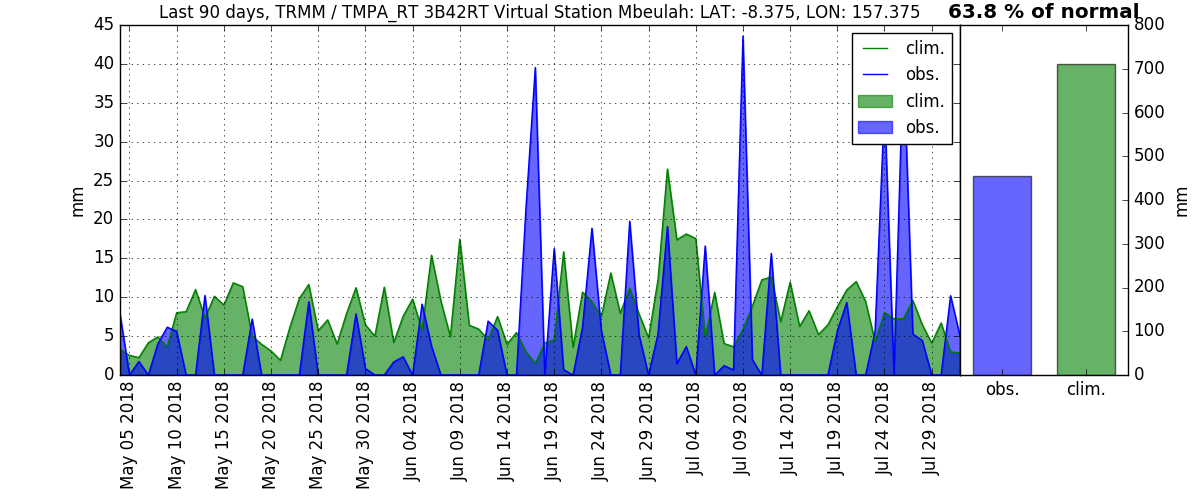 Last 90 days, TRMM / TMPA_RT 3B42RT Virtual Station Mbeulah: LAT: -8.375, LON: 157.375
63.8 % of normal
45
40
35
30
25
20
15
10
5
0
mm
clim.
obs.
clim.
obs.
800
700
600
500
400
300
200
100
0
mm
obs.
clim.
May 05 2018
May 10 2018
May 15 2018
May 20 2018
May 25 2018
May 30 2018
Jun 04 2018
Jun 09 2018
Jun 14 2018
Jun 19 2018
Jun 24 2018
Jun 29 2018
Jul 04 2018
Jul 09 2018
Jul 14 2018
Jul 19 2018
Jul 24 2018
Jul 29 2018